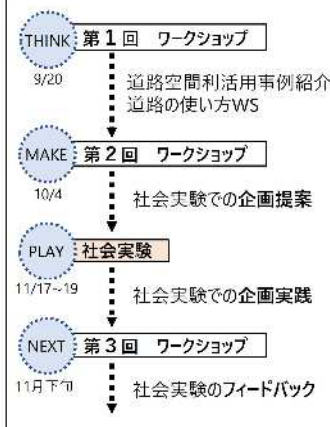 THINK 第1回 ワークショップ
9/20
道路空間利活用事例紹介
道路の使い方WS
MAKE 第2回 ワークショップ
10/4
社会実験での企画提案
PLAY 社会実験
11/17~19
社会実験での企画実践
NEXT 第3回 ワークショップ
11月下旬
社会実験のフィードバック